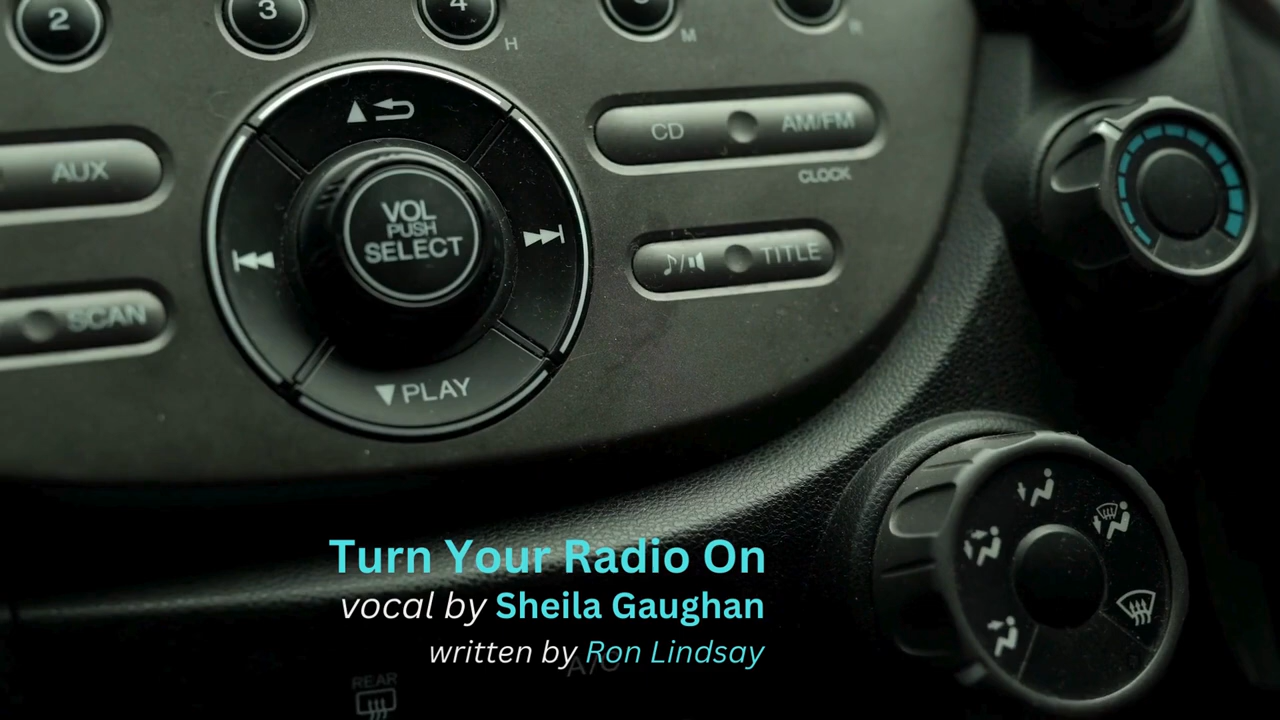 2
3
4
H
M
R
CD
AM/FM
CLOCK
AUX
VOL
PUSH
SELECT
TITLE
SCAN
PLAY
Turn Your Radio On
vocal by Sheila Gaughan
written by Ron Lindsay
A/C
REAR